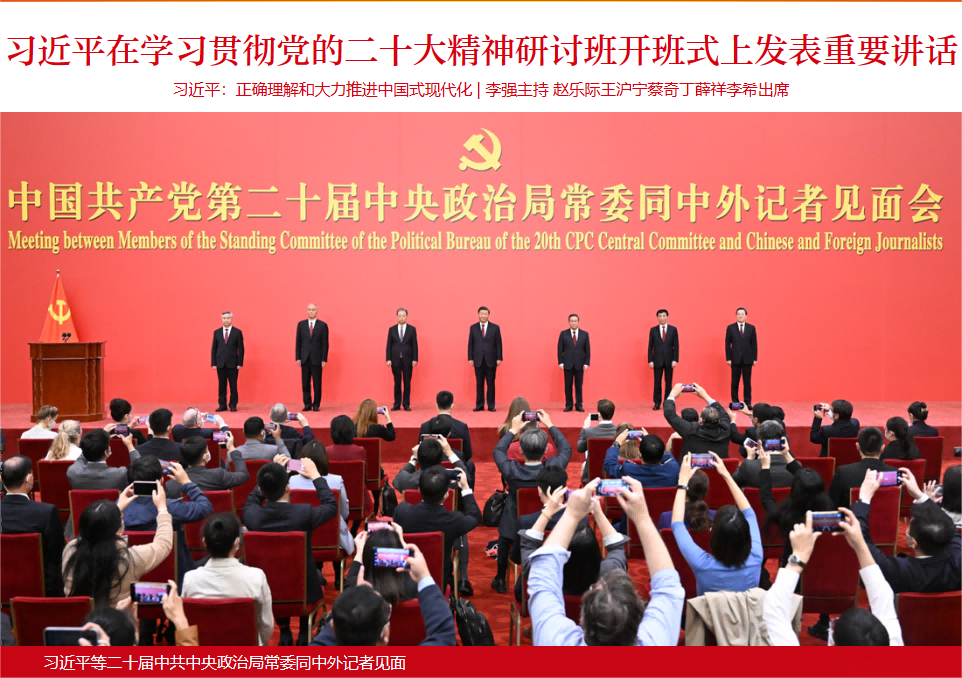 习近平在学习贯彻党的二十大精神研讨班开班式上发表重要讲话
习近平：正确理解和大力推进中国式现代化 | 李强主持 赵乐际王沪宁蔡奇丁薛祥李希出席
中国共产党第二十届中央政治局常委同中外记者见面会
Meeting between Members of the Standing Committee of the Political Bureau of the 20th CPC Central Committee and Chinese and Foreign Journalists
习近平等二十届中共中央政治局常委同中外记者见面